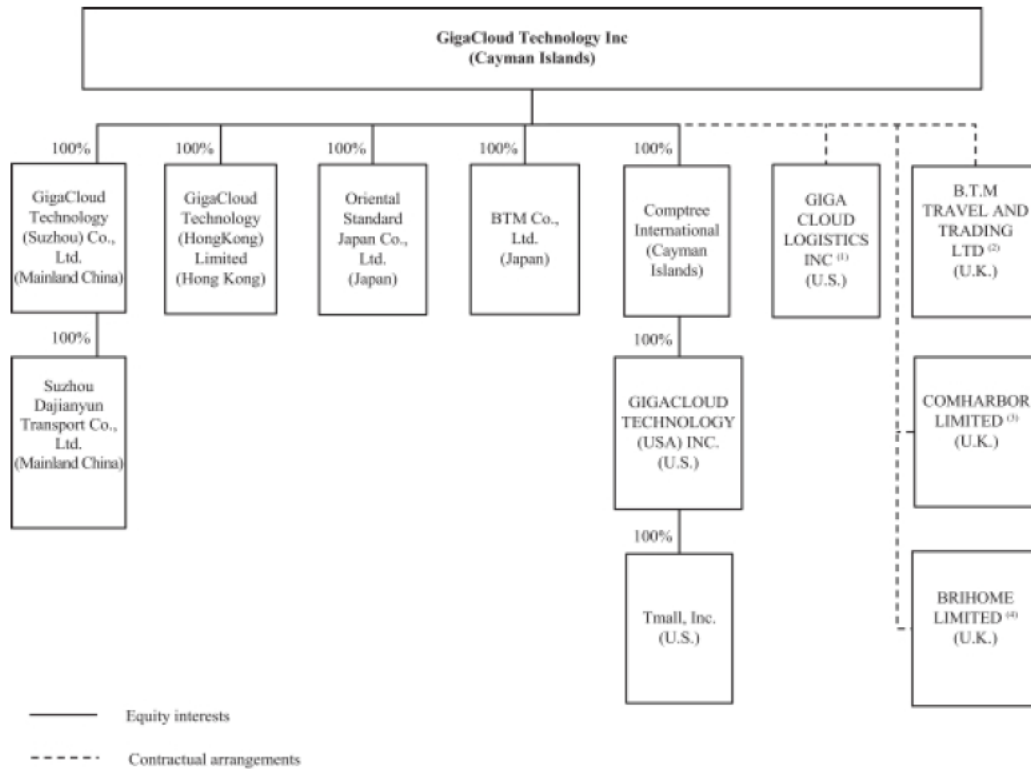 GigaCloud Technology Inc
(Cayman Islands)
100%
100%
100%
100%
100%
GigaCloud
Technology
(Suzhou) Co.,
Ltd.
(Mainland China)
GigaCloud
Technology
(HongKong)
Limited
(Hong Kong)
Oriental
Standard
Japan Co.,
Ltd.
(Japan)
BTM Co.,
Ltd.
(Japan)
Comptree
International
(Cayman
Islands)
GIGA
CLOUD
LOGISTICS
INC (1)
(U.S.)
B.T.M
TRAVEL AND
TRADING
LTD (2)
(U.K.)
100%
100%
Suzhou
Dajianyun
Transport Co.,
Ltd.
(Mainland China)
GIGACLOUD
TECHNOLOGY
(USA) INC.
(U.S.)
COMHARBOR
LIMITED (3)
(U.K.)
100%
Tmall, Inc.
(U.S.)
BRIHOME
LIMITED (4)
(U.K.)
Equity interests
Contractual arrangements